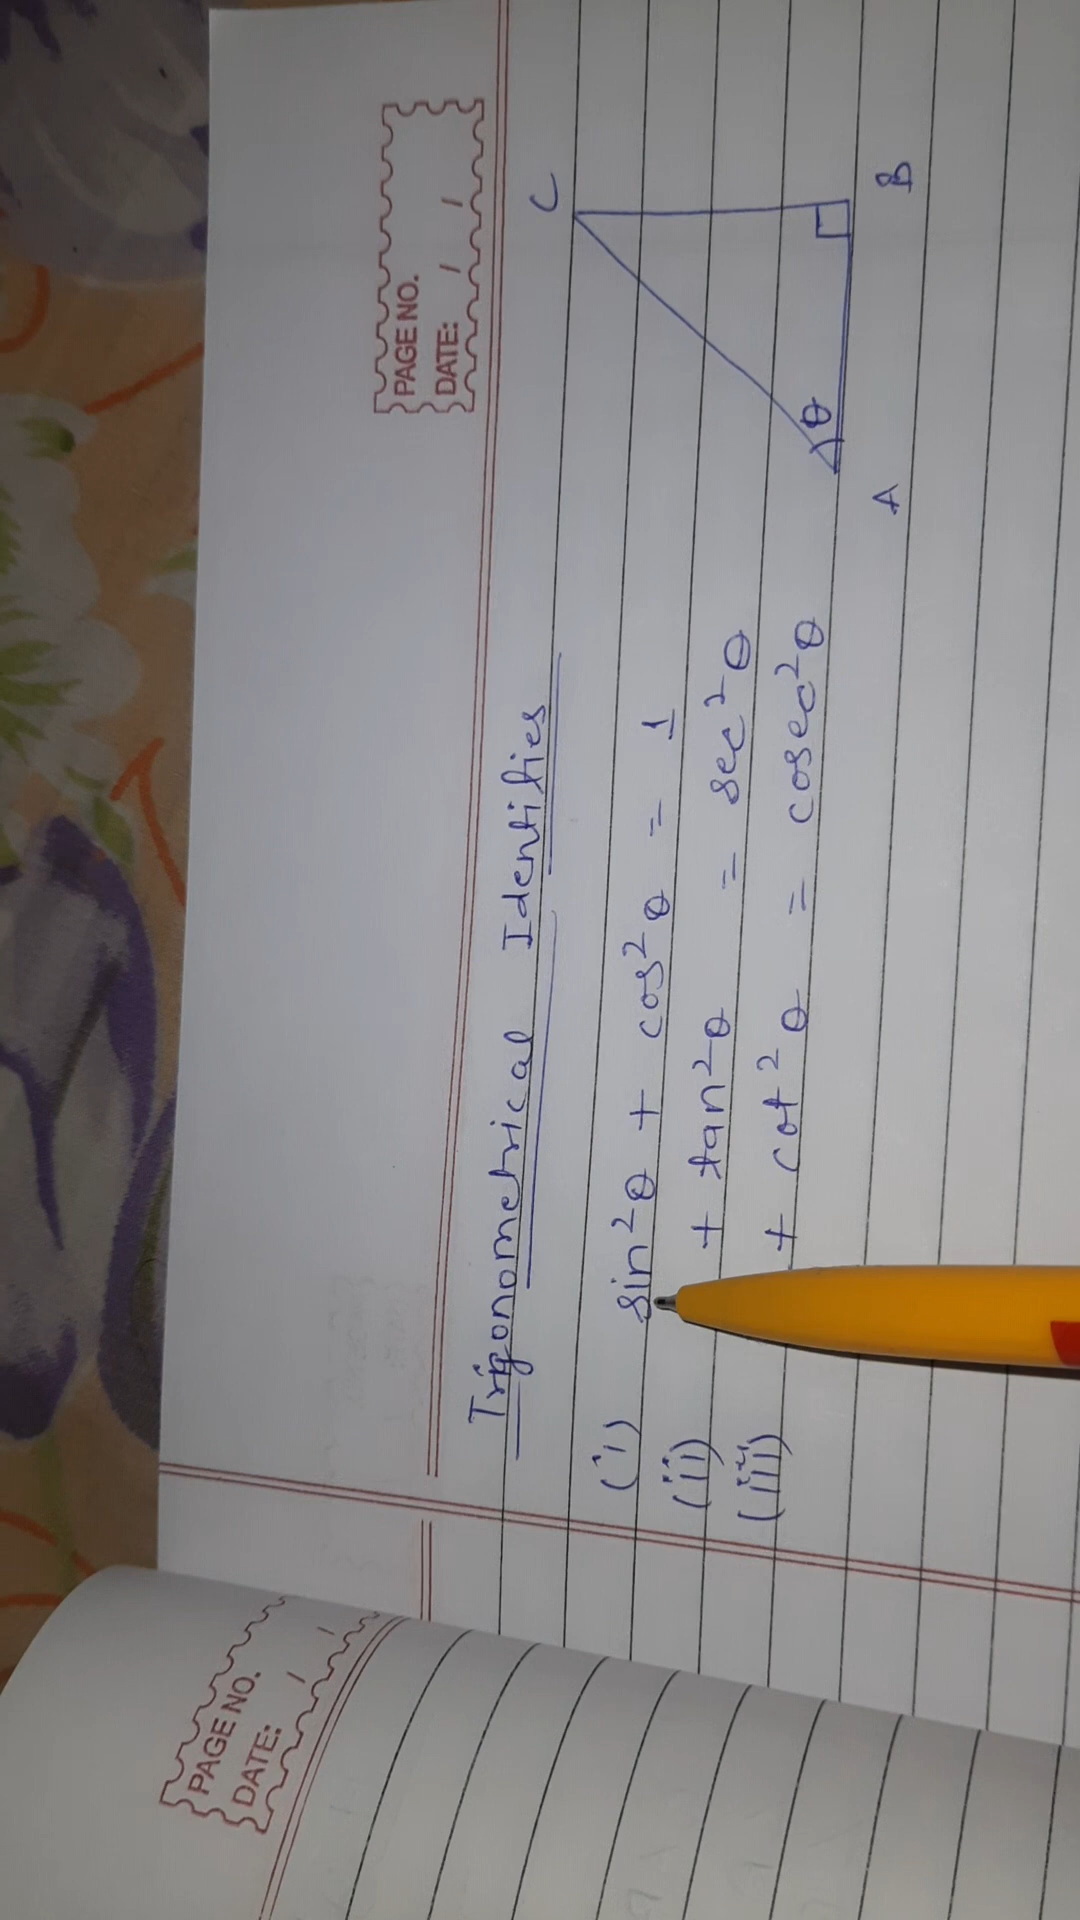 PAGE NO.
DATE: / /
Trigonometrical Identities
(i) sin²θ + cos²θ = 1
(ii) + tan²θ = sec²θ
(iii) + cot²θ = cosec²θ
C
θ
A B
PAGE NO.
DATE: / /